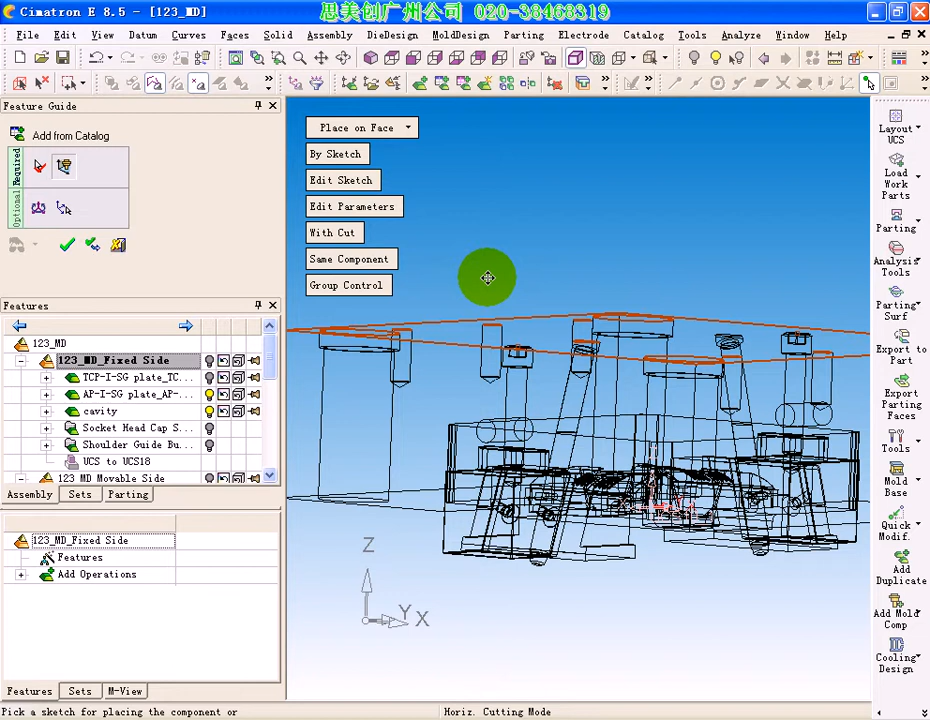 Cimatron E 8.5 - [123_MD]
思美创广州公司 020-38468319
File Edit View Datum Curves Faces Solid Assembly DieDesign MoldDesign Parting Electrode Catalog Tools Analyze Window Help
Feature Guide
Add from Catalog
Required
Optional
Features
123_MD
123_MD_Fixed Side
TCP-I-SG plate_TC...
AP-I-SG plate_AP-...
cavity
Socket Head Cap S...
Shoulder Guide Bu...
UCS to UCS18
123 MD Movable Side
Assembly Sets Parting
123_MD_Fixed Side
Features
Add Operations
Features Sets M-View
Place on Face
By Sketch
Edit Sketch
Edit Parameters
With Cut
Same Component
Group Control
Z
Y X
Layout UCS
Load Work Parts
Parting
Analysis Tools
Parting Surf
Export to Part
Export Parting Faces
Tools
Mold Base
Quick Modif.
Add Duplicate
Add Mold Comp
Cooling Design
Pick a sketch for placing the component or
Horiz. Cutting Mode